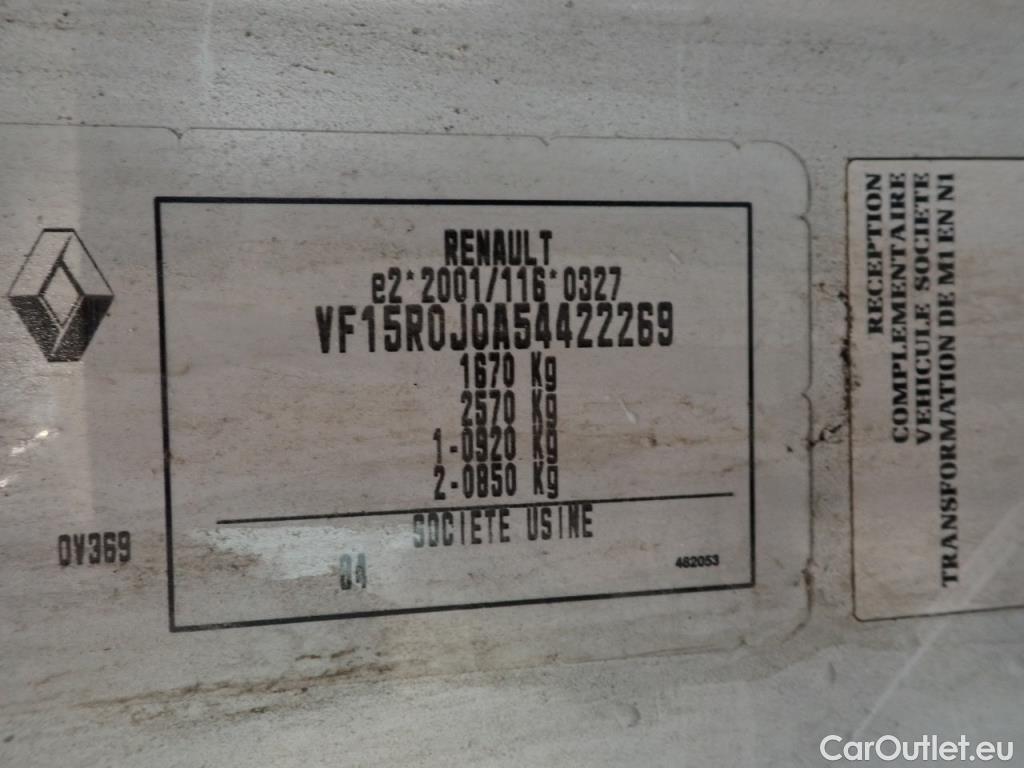 RENAULT
e2*2001/116*0327
VF15R0J0A54422269
1670 Kg
2570 Kg
1-0920 Kg
2-0850 Kg
SOCIETE USINE
04
482053
0V369
RECEPTION
COMPLEMENTAIRE
VEHICULE SOCIETE
TRANSFORMATION DE M1 EN N1
CarOutlet.eu